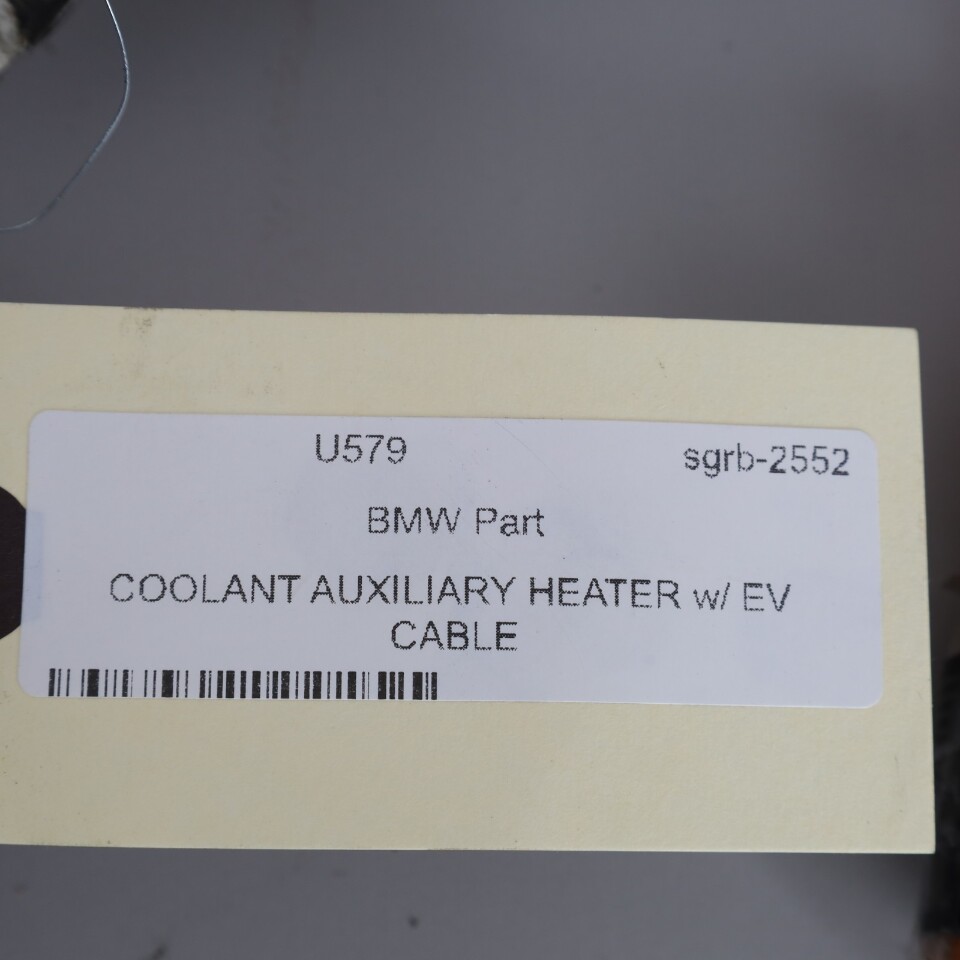 U579 sgrb-2552
BMW Part
COOLANT AUXILIARY HEATER w/ EV
CABLE